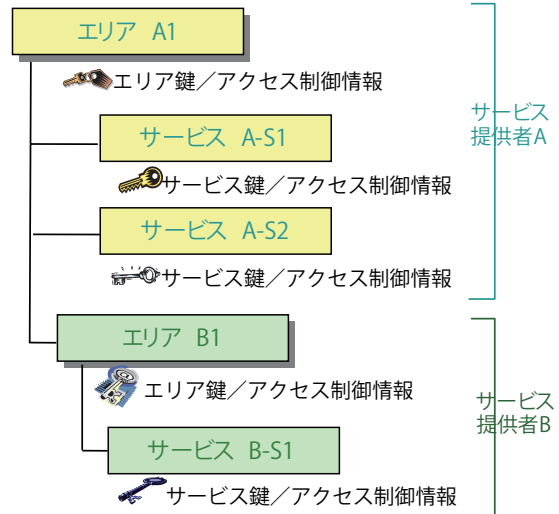 エリア A1
エリア鍵／アクセス制御情報
サービス A-S1
サービス鍵／アクセス制御情報
サービス A-S2
サービス鍵／アクセス制御情報
サービス
提供者A
エリア B1
エリア鍵／アクセス制御情報
サービス B-S1
サービス鍵／アクセス制御情報
サービス
提供者B